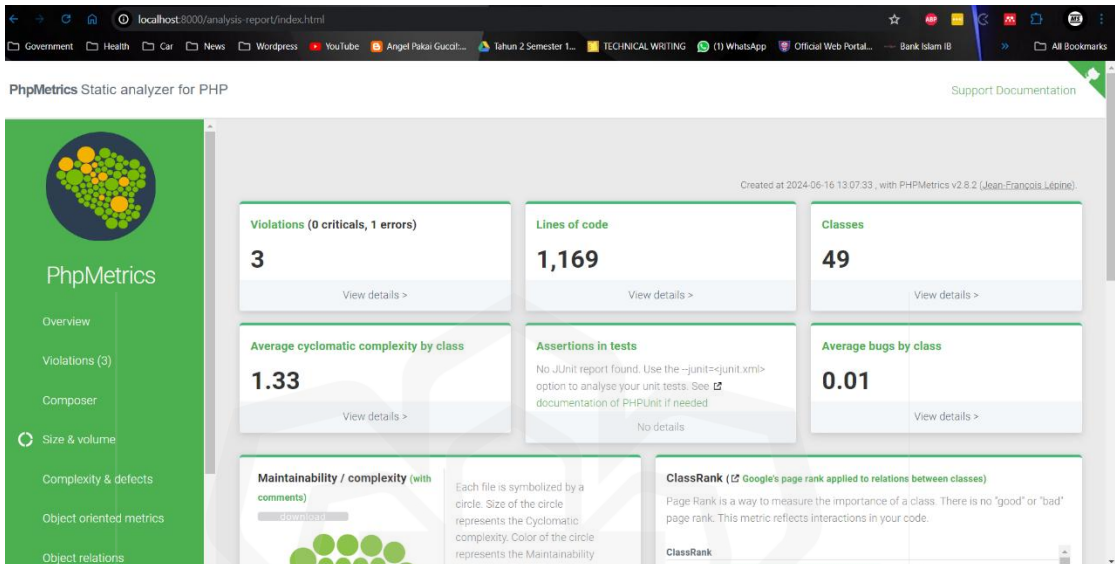 localhost:8000/analysis-report/index.html
Government Health Car News Wordpress YouTube Angel Pakai Gucci!:... Tahun 2 Semester 1... TECHNICAL WRITING (1) WhatsApp Official Web Portal... Bank Islam IB » All Bookmarks
PhpMetrics Static analyzer for PHP
Support Documentation
Created at 2024-06-16 13:07:33 , with PHPMetrics v2.8.2 (Jean-François Lépine).
PhpMetrics
Overview
Violations (3)
Composer
Size & volume
Complexity & defects
Object oriented metrics
Object relations
Violations (0 criticals, 1 errors)
3
View details >
Lines of code
1,169
View details >
Classes
49
View details >
Average cyclomatic complexity by class
1.33
View details >
Assertions in tests
No JUnit report found. Use the --junit=<junit.xml>
option to analyse your unit tests. See
documentation of PHPUnit if needed
No details
Average bugs by class
0.01
View details >
Maintainability / complexity (with
comments)
download
Each file is symbolized by a
circle. Size of the circle
represents the Cyclomatic
complexity. Color of the circle
represents the Maintainability
ClassRank (Google's page rank applied to relations between classes)
Page Rank is a way to measure the importance of a class. There is no "good" or "bad"
page rank. This metric reflects interactions in your code.
ClassRank